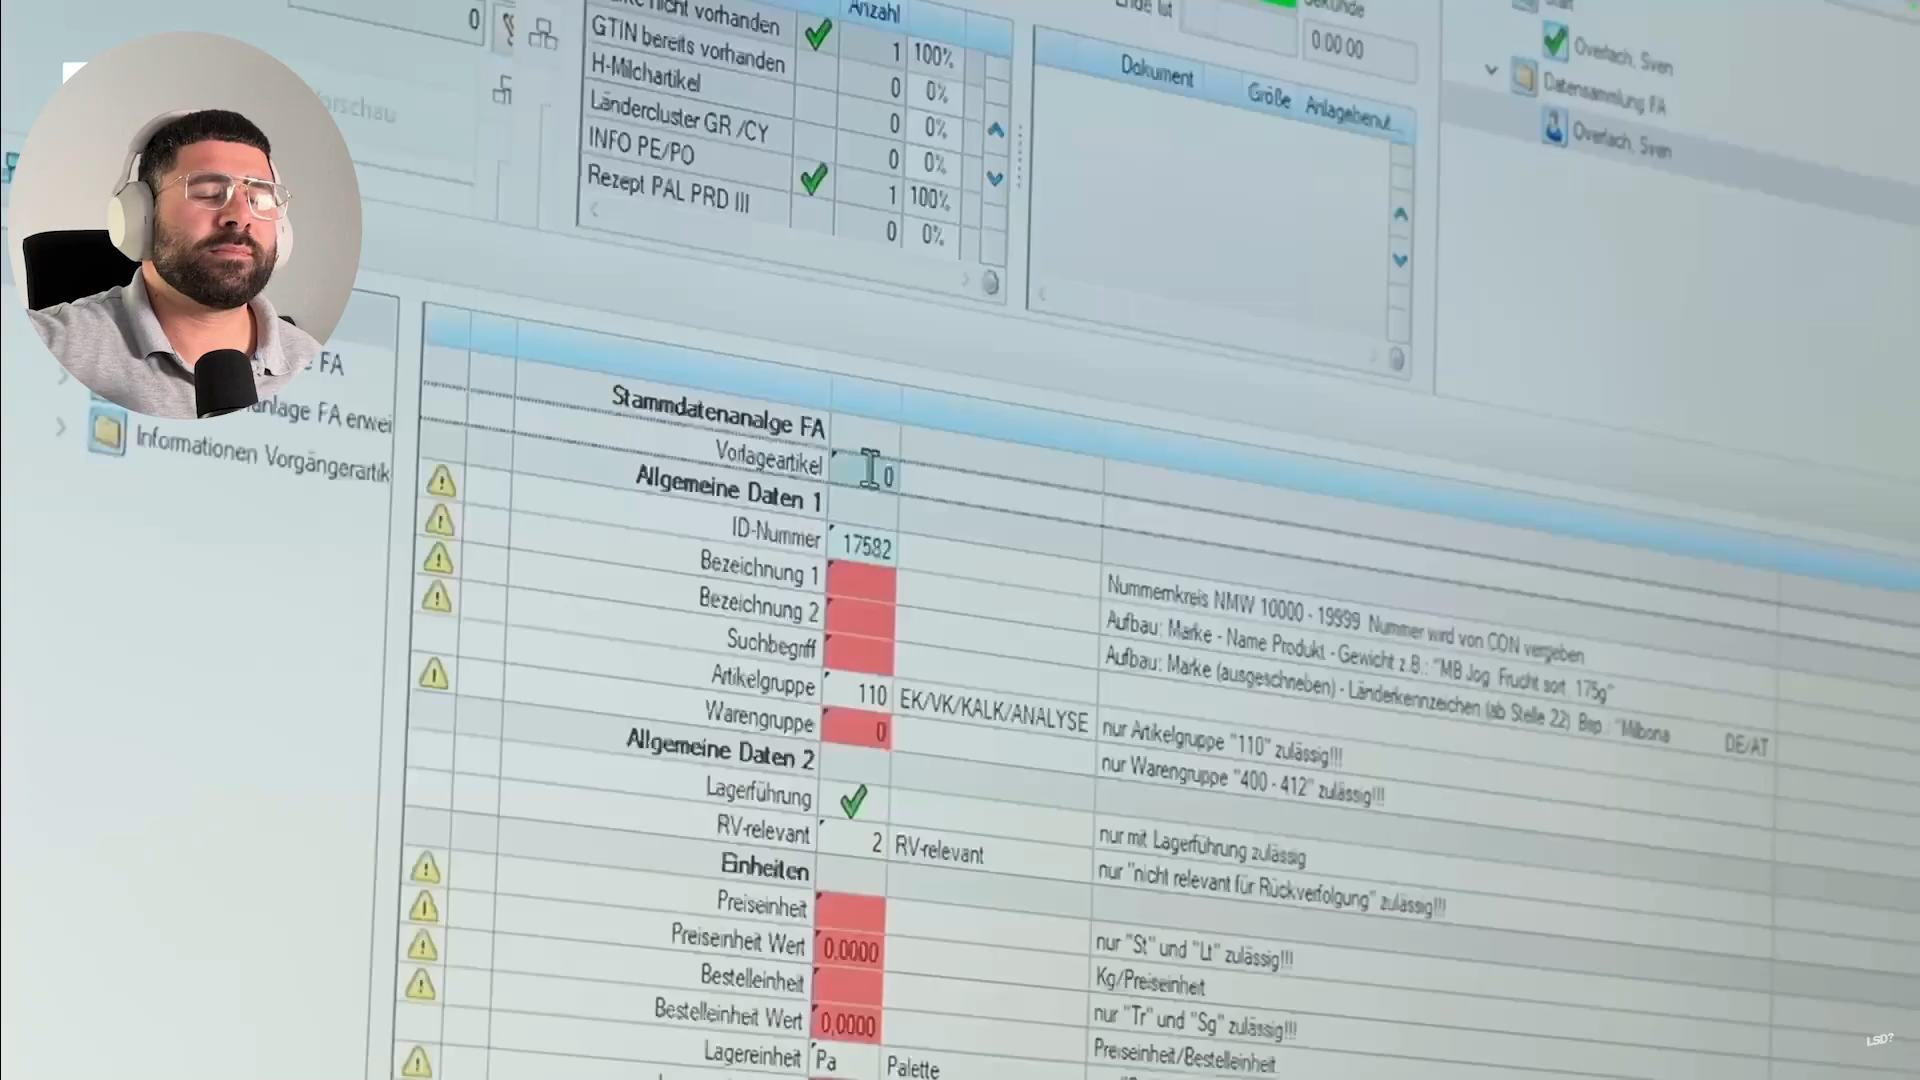 0
Vorschau
nicht vorhanden
GTIN bereits vorhanden
H-Milchartikel
Ländercluster GR /CY
INFO PE/PO
Rezept PAL PRD III
Anzahl
1 100%
0 0%
0 0%
0 0%
1 100%
0 0%
Ende Ist
Sekunde
0:00:00
Dokument Größe Anlagebenut...
Start
Overlach, Sven
Datensammlung FA
Overlach, Sven
FA
anlage FA erwei
Informationen Vorgängerartik
Stammdatenanalge FA
Vorlageartikel 0
Allgemeine Daten 1
ID-Nummer 17582
Nummernkreis NMW 10000 - 19999 Nummer wird von CON vergeben
Bezeichnung 1
Aufbau: Marke - Name Produkt - Gewicht z.B.: "MB Jog. Frucht sort. 175g"
Bezeichnung 2
Aufbau: Marke (ausgeschrieben) - Länderkennzeichen (ab Stelle 22) Bsp.: "Milbona DE/AT
Suchbegriff
Artikelgruppe 110 EK/VK/KALK/ANALYSE nur Artikelgruppe "110" zulässig!!!
Warengruppe 0 nur Warengruppe "400 - 412" zulässig!!!
Allgemeine Daten 2
Lagerführung nur mit Lagerführung zulässig
RV-relevant 2 RV-relevant nur "nicht relevant für Rückverfolgung" zulässig!!!
Einheiten
Preiseinheit nur "St" und "Lt" zulässig!!!
Preiseinheit Wert 0,0000 Kg/Preiseinheit
Bestelleinheit nur "Tr" und "Sg" zulässig!!!
Bestelleinheit Wert 0,0000 Preiseinheit/Bestelleinheit
Lagereinheit Pa Palette
LSD?